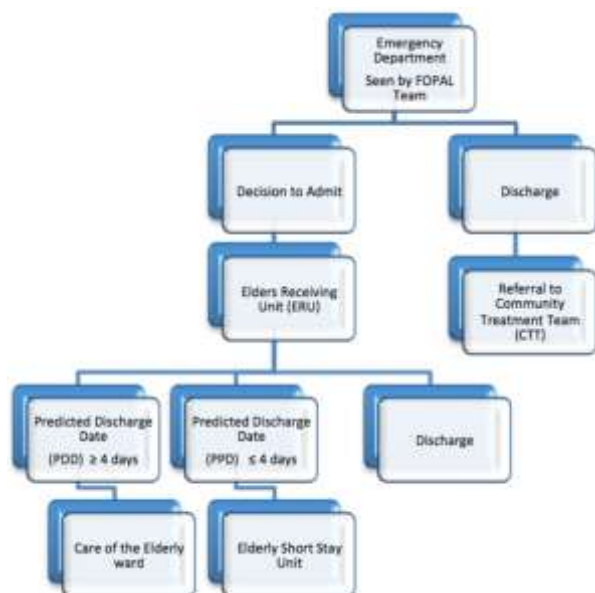 Emergency
Department
Seen by FOPAL
Team
Decision to Admit
Discharge
Elders Receiving
Unit (ERU)
Referral to
Community
Treatment Team
(CTT)
Predicted Discharge
Date
(PDD) ≥ 4 days
Predicted Discharge
Date
(PPD) ≤ 4 days
Discharge
Care of the Elderly
ward
Elderly Short Stay
Unit